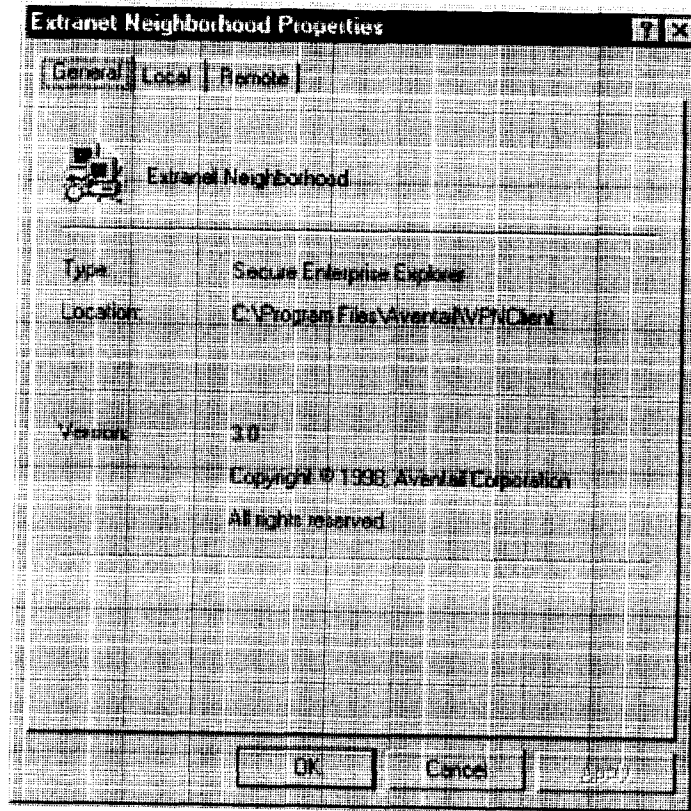 Extranet Neighborhood Properties
General Local Remote
Extranet Neighborhood
Type: Secure Enterprise Explorer
Location: C:\Program Files\Aventail\VPNClient
Version: 3.0
Copyright © 1998, Aventail Corporation
All rights reserved.
OK Cancel Apply